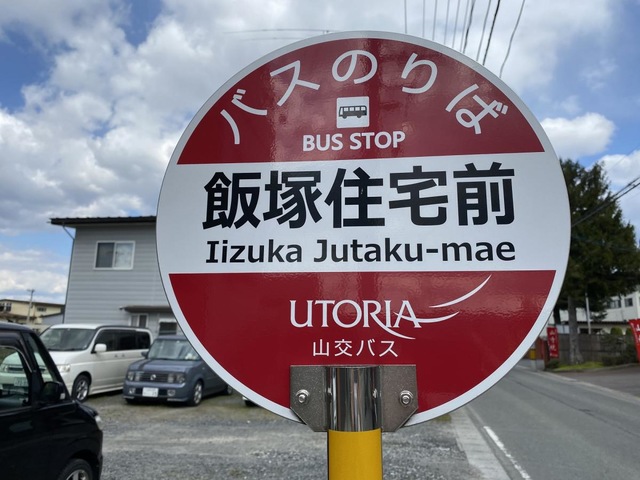 バスのりば
BUS STOP
飯塚住宅前
Iizuka Jutaku-mae
UTORIA
山交バス